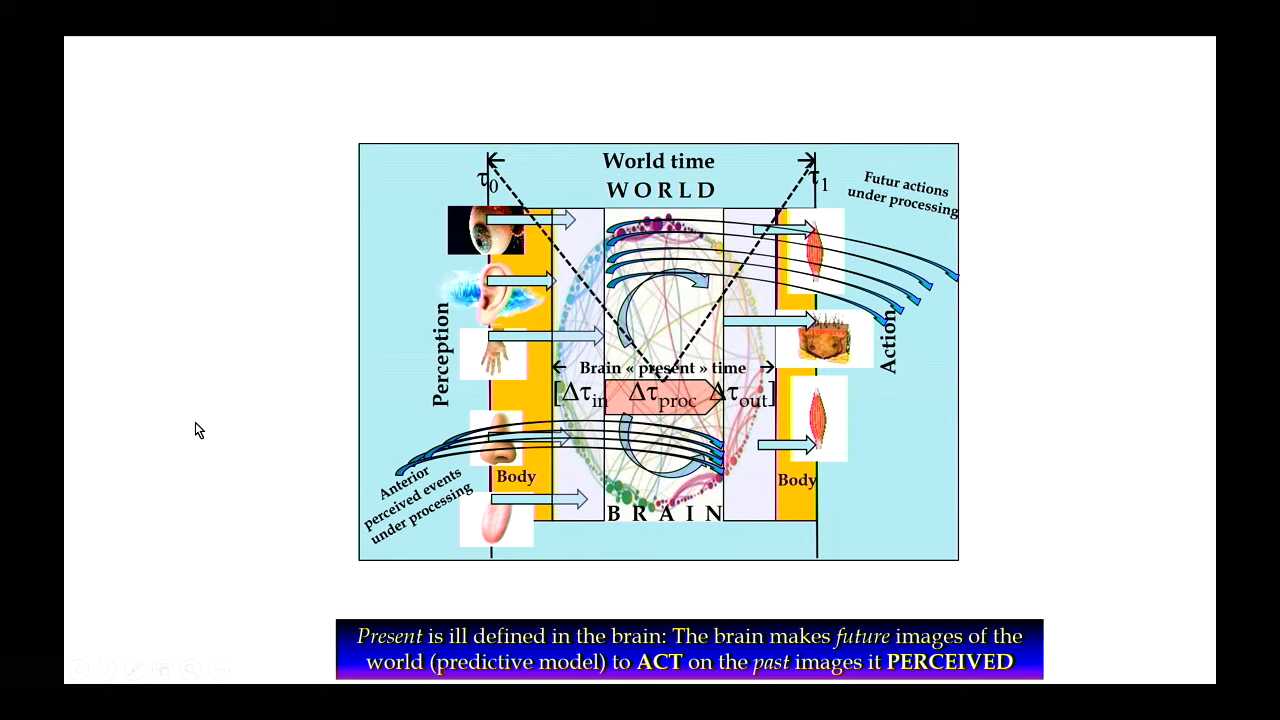 World time
WORLD
τ0
τ1
Futur actions
under processing
Perception
Action
Brain « present » time
[Δτin Δτproc Δτout]
Anterior
perceived events
under processing
Body
Body
BRAIN
Present is ill defined in the brain: The brain makes future images of the
world (predictive model) to ACT on the past images it PERCEIVED